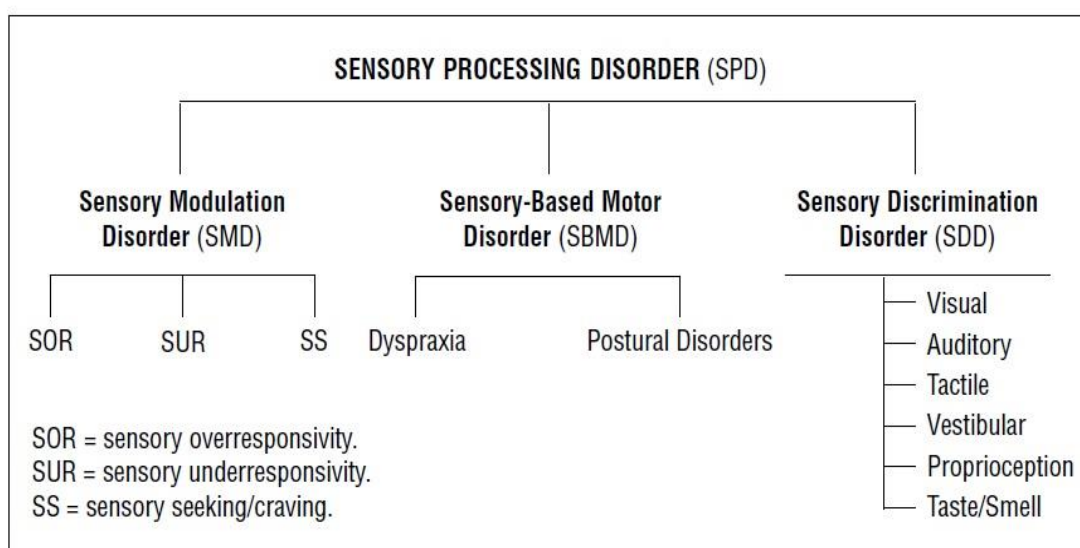 SENSORY PROCESSING DISORDER (SPD)
Sensory Modulation
Disorder (SMD)
Sensory-Based Motor
Disorder (SBMD)
Sensory Discrimination
Disorder (SDD)
SOR
SUR
SS
Dyspraxia
Postural Disorders
Visual
Auditory
Tactile
Vestibular
Proprioception
Taste/Smell
SOR = sensory overresponsivity.
SUR = sensory underresponsivity.
SS = sensory seeking/craving.